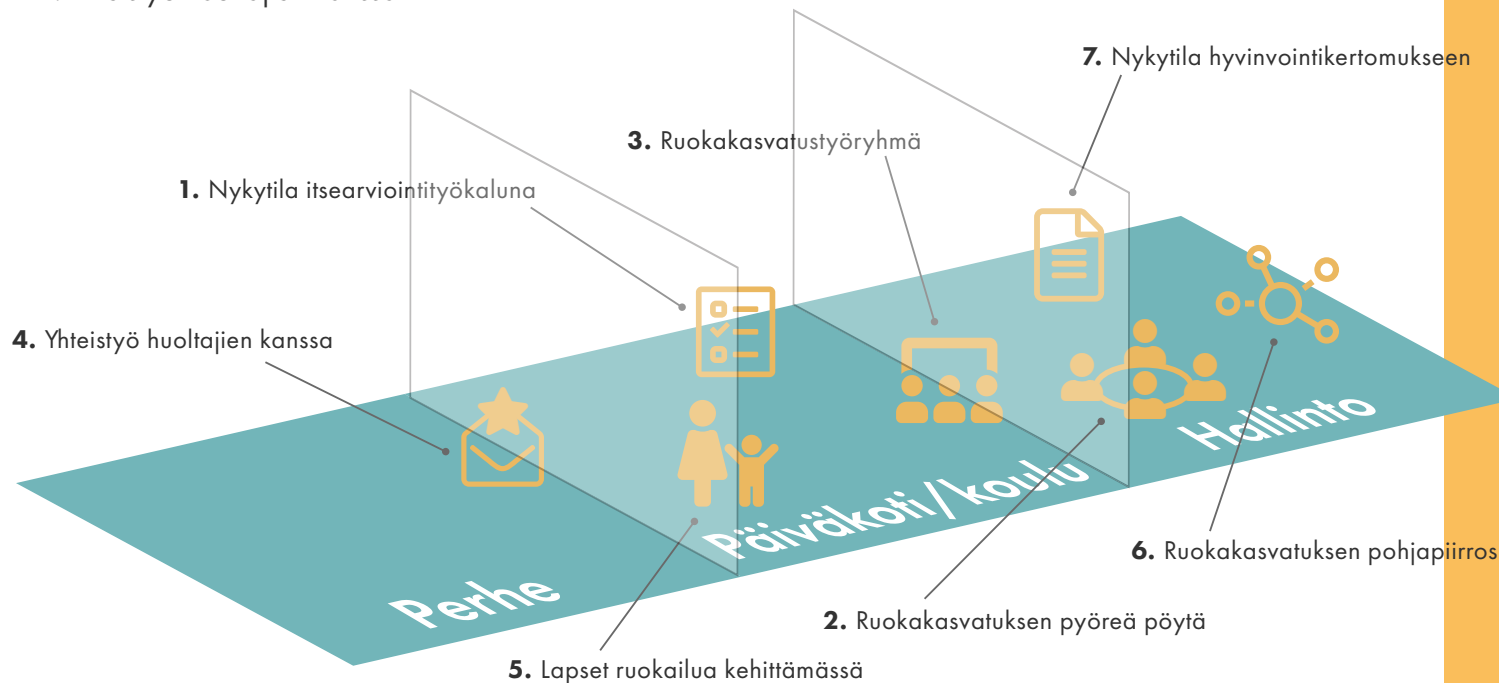 7. Nykytila hyvinvointikertomukseen
3. Ruokakasvatustyöryhmä
1. Nykytila itsearviointityökaluna
4. Yhteistyö huoltajien kanssa
Hallinto
Päiväkoti / koulu
Perhe
6. Ruokakasvatuksen pohjapiirros
2. Ruokakasvatuksen pyöreä pöytä
5. Lapset ruokailua kehittämässä